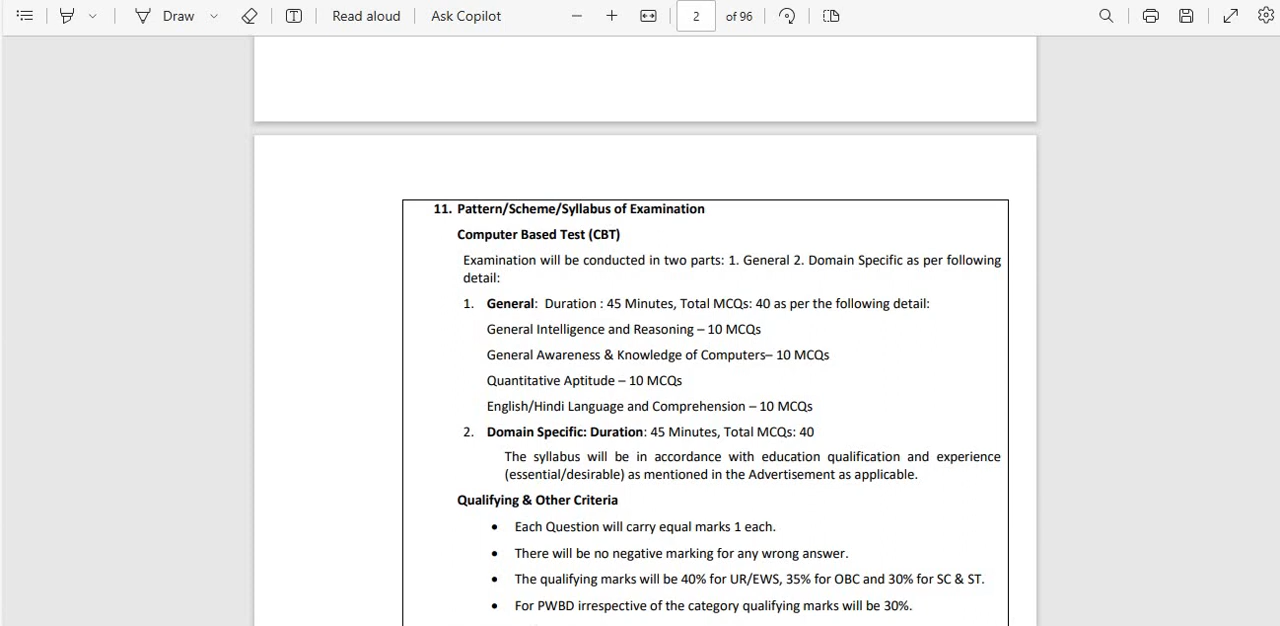 Draw
Read aloud
Ask Copilot
2
of 96
11. Pattern/Scheme/Syllabus of Examination
Computer Based Test (CBT)
Examination will be conducted in two parts: 1. General 2. Domain Specific as per following
detail:
1. General: Duration : 45 Minutes, Total MCQs: 40 as per the following detail:
General Intelligence and Reasoning – 10 MCQs
General Awareness & Knowledge of Computers– 10 MCQs
Quantitative Aptitude – 10 MCQs
English/Hindi Language and Comprehension – 10 MCQs
2. Domain Specific: Duration: 45 Minutes, Total MCQs: 40
The syllabus will be in accordance with education qualification and experience
(essential/desirable) as mentioned in the Advertisement as applicable.
Qualifying & Other Criteria
• Each Question will carry equal marks 1 each.
• There will be no negative marking for any wrong answer.
• The qualifying marks will be 40% for UR/EWS, 35% for OBC and 30% for SC & ST.
• For PWBD irrespective of the category qualifying marks will be 30%.